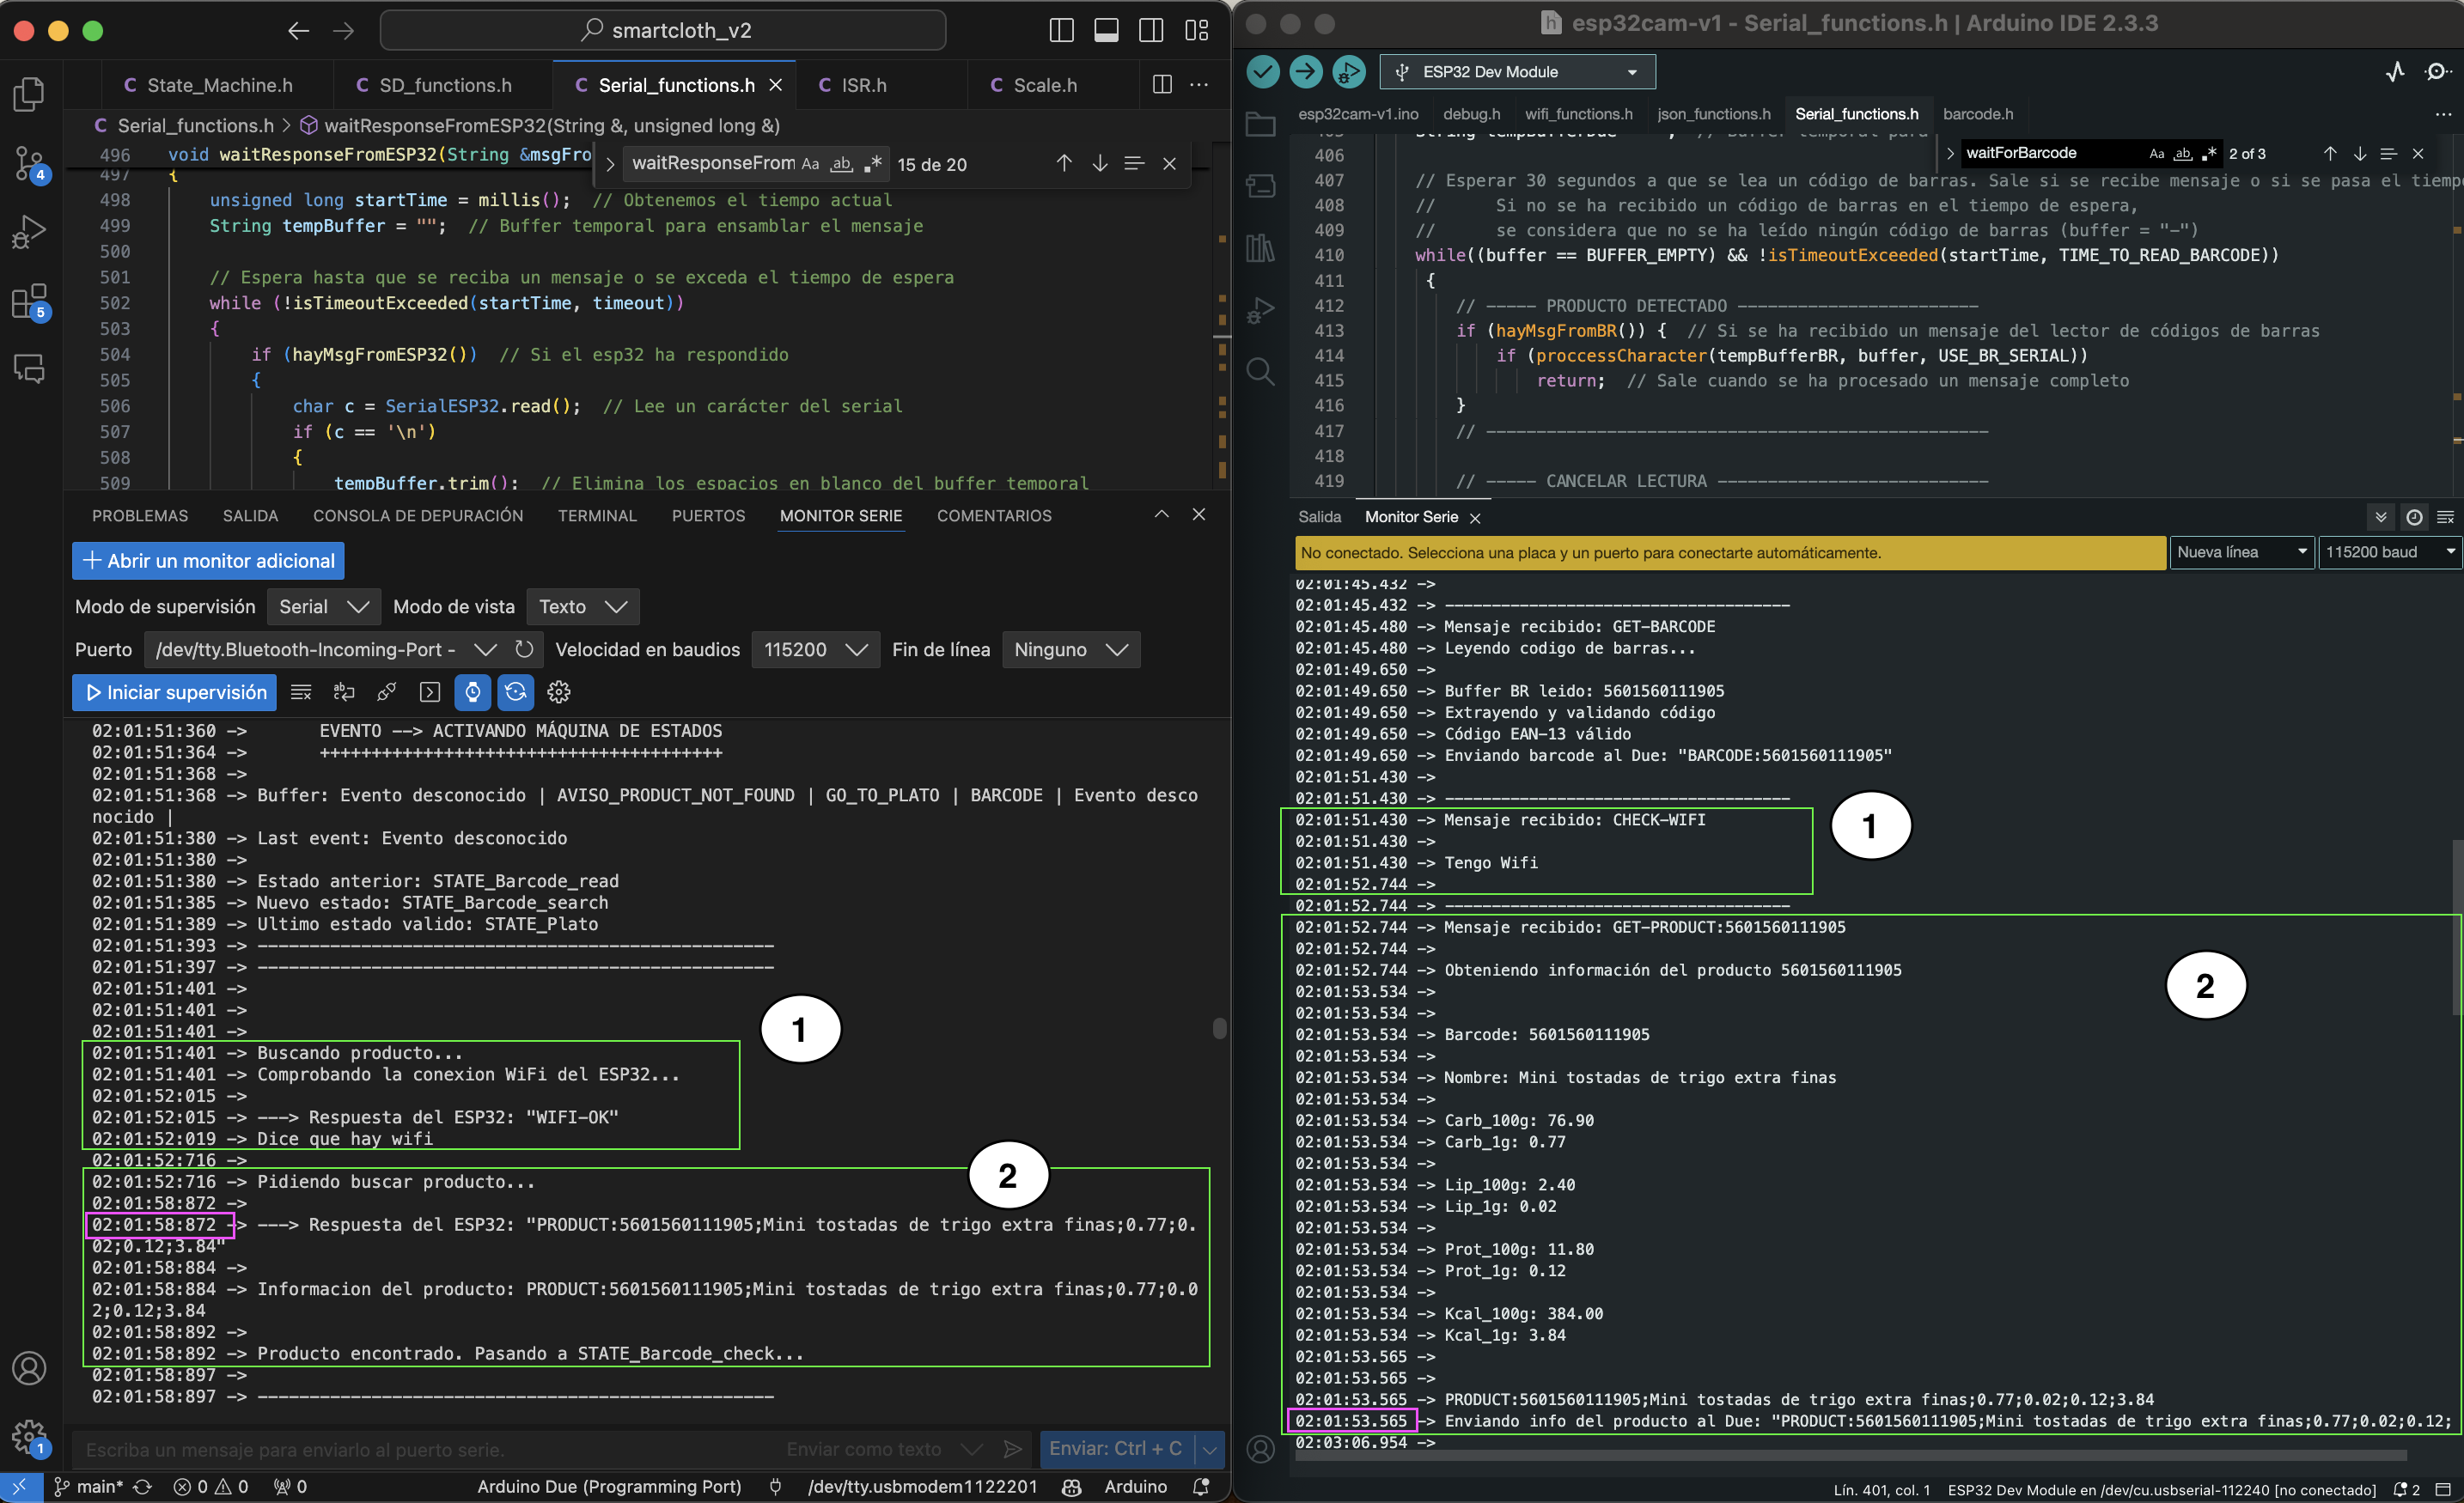 smartcloth_v2
C State_Machine.h
C SD_functions.h
C Serial_functions.h
C ISR.h
C Scale.h
C Serial_functions.h > waitResponseFromESP32(String &, unsigned long &)
496 void waitResponseFromESP32(String &msgFro
waitResponseFrom Aa ab .* 15 de 20
497 {
498 unsigned long startTime = millis(); // Obtenemos el tiempo actual
499 String tempBuffer = ""; // Buffer temporal para ensamblar el mensaje
500
501 // Espera hasta que se reciba un mensaje o se exceda el tiempo de espera
502 while (!isTimeoutExceeded(startTime, timeout))
503 {
504 if (hayMsgFromESP32()) // Si el esp32 ha respondido
505 {
506 char c = SerialESP32.read(); // Lee un carácter del serial
507 if (c == '\n')
508 {
509 tempBuffer.trim(); // Elimina los espacios en blanco del buffer temporal
4
5
1
PROBLEMAS SALIDA CONSOLA DE DEPURACIÓN TERMINAL PUERTOS MONITOR SERIE COMENTARIOS
+ Abrir un monitor adicional
Modo de supervisión Serial Modo de vista Texto
Puerto /dev/tty.Bluetooth-Incoming-Port - Velocidad en baudios 115200 Fin de línea Ninguno
Iniciar supervisión
02:01:51:360 -> EVENTO --> ACTIVANDO MÁQUINA DE ESTADOS
02:01:51:364 -> +++++++++++++++++++++++++++++++++++++++
02:01:51:368 ->
02:01:51:368 -> Buffer: Evento desconocido | AVISO_PRODUCT_NOT_FOUND | GO_TO_PLATO | BARCODE | Evento desco
nocido |
02:01:51:380 -> Last event: Evento desconocido
02:01:51:380 ->
02:01:51:380 -> Estado anterior: STATE_Barcode_read
02:01:51:385 -> Nuevo estado: STATE_Barcode_search
02:01:51:389 -> Ultimo estado valido: STATE_Plato
02:01:51:393 -> --------------------------------------------------
02:01:51:397 -> --------------------------------------------------
02:01:51:401 ->
02:01:51:401 ->
02:01:51:401 ->
1
02:01:51:401 -> Buscando producto...
02:01:51:401 -> Comprobando la conexion WiFi del ESP32...
02:01:52:015 ->
02:01:52:015 -> ---> Respuesta del ESP32: "WIFI-OK"
02:01:52:019 -> Dice que hay wifi
02:01:52:716 ->
2
02:01:52:716 -> Pidiendo buscar producto...
02:01:58:872 ->
02:01:58:872 -> ---> Respuesta del ESP32: "PRODUCT:5601560111905;Mini tostadas de trigo extra finas;0.77;0.
02;0.12;3.84"
02:01:58:884 ->
02:01:58:884 -> Informacion del producto: PRODUCT:5601560111905;Mini tostadas de trigo extra finas;0.77;0.0
2;0.12;3.84
02:01:58:892 ->
02:01:58:892 -> Producto encontrado. Pasando a STATE_Barcode_check...
02:01:58:897 ->
02:01:58:897 -> --------------------------------------------------
Escriba un mensaje para enviarlo al puerto serie. Enviar como texto Enviar: Ctrl + C
main* 0 0 0 Arduino Due (Programming Port) /dev/tty.usbmodem1122201 Arduino
esp32cam-v1 - Serial_functions.h | Arduino IDE 2.3.3
ESP32 Dev Module
esp32cam-v1.ino debug.h wifi_functions.h json_functions.h Serial_functions.h barcode.h
waitForBarcode Aa ab .* 2 of 3
406
407 // Esperar 30 segundos a que se lea un código de barras. Sale si se recibe mensaje o si se pasa el tiemp
408 // Si no se ha recibido un código de barras en el tiempo de espera,
409 // se considera que no se ha leído ningún código de barras (buffer = "-")
410 while((buffer == BUFFER_EMPTY) && !isTimeoutExceeded(startTime, TIME_TO_READ_BARCODE))
411 {
412 // ----- PRODUCTO DETECTADO -----------------------
413 if (hayMsgFromBR()) { // Si se ha recibido un mensaje del lector de códigos de barras
414 if (proccessCharacter(tempBufferBR, buffer, USE_BR_SERIAL))
415 return; // Sale cuando se ha procesado un mensaje completo
416 }
417 // ------------------------------------------------
418
419 // ----- CANCELAR LECTURA --------------------------
Salida Monitor Serie
No conectado. Selecciona una placa y un puerto para conectarte automáticamente.
Nueva línea 115200 baud
02:01:45.432 ->
02:01:45.432 -> -------------------------------------
02:01:45.480 -> Mensaje recibido: GET-BARCODE
02:01:45.480 -> Leyendo codigo de barras...
02:01:49.650 ->
02:01:49.650 -> Buffer BR leido: 5601560111905
02:01:49.650 -> Extrayendo y validando código
02:01:49.650 -> Código EAN-13 válido
02:01:49.650 -> Enviando barcode al Due: "BARCODE:5601560111905"
02:01:51.430 ->
02:01:51.430 -> -------------------------------------
1
02:01:51.430 -> Mensaje recibido: CHECK-WIFI
02:01:51.430 ->
02:01:51.430 -> Tengo Wifi
02:01:52.744 ->
02:01:52.744 -> -------------------------------------
2
02:01:52.744 -> Mensaje recibido: GET-PRODUCT:5601560111905
02:01:52.744 ->
02:01:52.744 -> Obteniendo información del producto 5601560111905
02:01:53.534 ->
02:01:53.534 ->
02:01:53.534 -> Barcode: 5601560111905
02:01:53.534 ->
02:01:53.534 -> Nombre: Mini tostadas de trigo extra finas
02:01:53.534 ->
02:01:53.534 -> Carb_100g: 76.90
02:01:53.534 -> Carb_1g: 0.77
02:01:53.534 ->
02:01:53.534 -> Lip_100g: 2.40
02:01:53.534 -> Lip_1g: 0.02
02:01:53.534 ->
02:01:53.534 -> Prot_100g: 11.80
02:01:53.534 -> Prot_1g: 0.12
02:01:53.534 ->
02:01:53.534 -> Kcal_100g: 384.00
02:01:53.534 -> Kcal_1g: 3.84
02:01:53.565 ->
02:01:53.565 ->
02:01:53.565 -> PRODUCT:5601560111905;Mini tostadas de trigo extra finas;0.77;0.02;0.12;3.84
02:01:53.565 -> Enviando info del producto al Due: "PRODUCT:5601560111905;Mini tostadas de trigo extra finas;0.77;0.02;0.12;
02:03:06.954 ->
Lín. 401, col. 1 ESP32 Dev Module en /dev/cu.usbserial-112240 [no conectado] 2